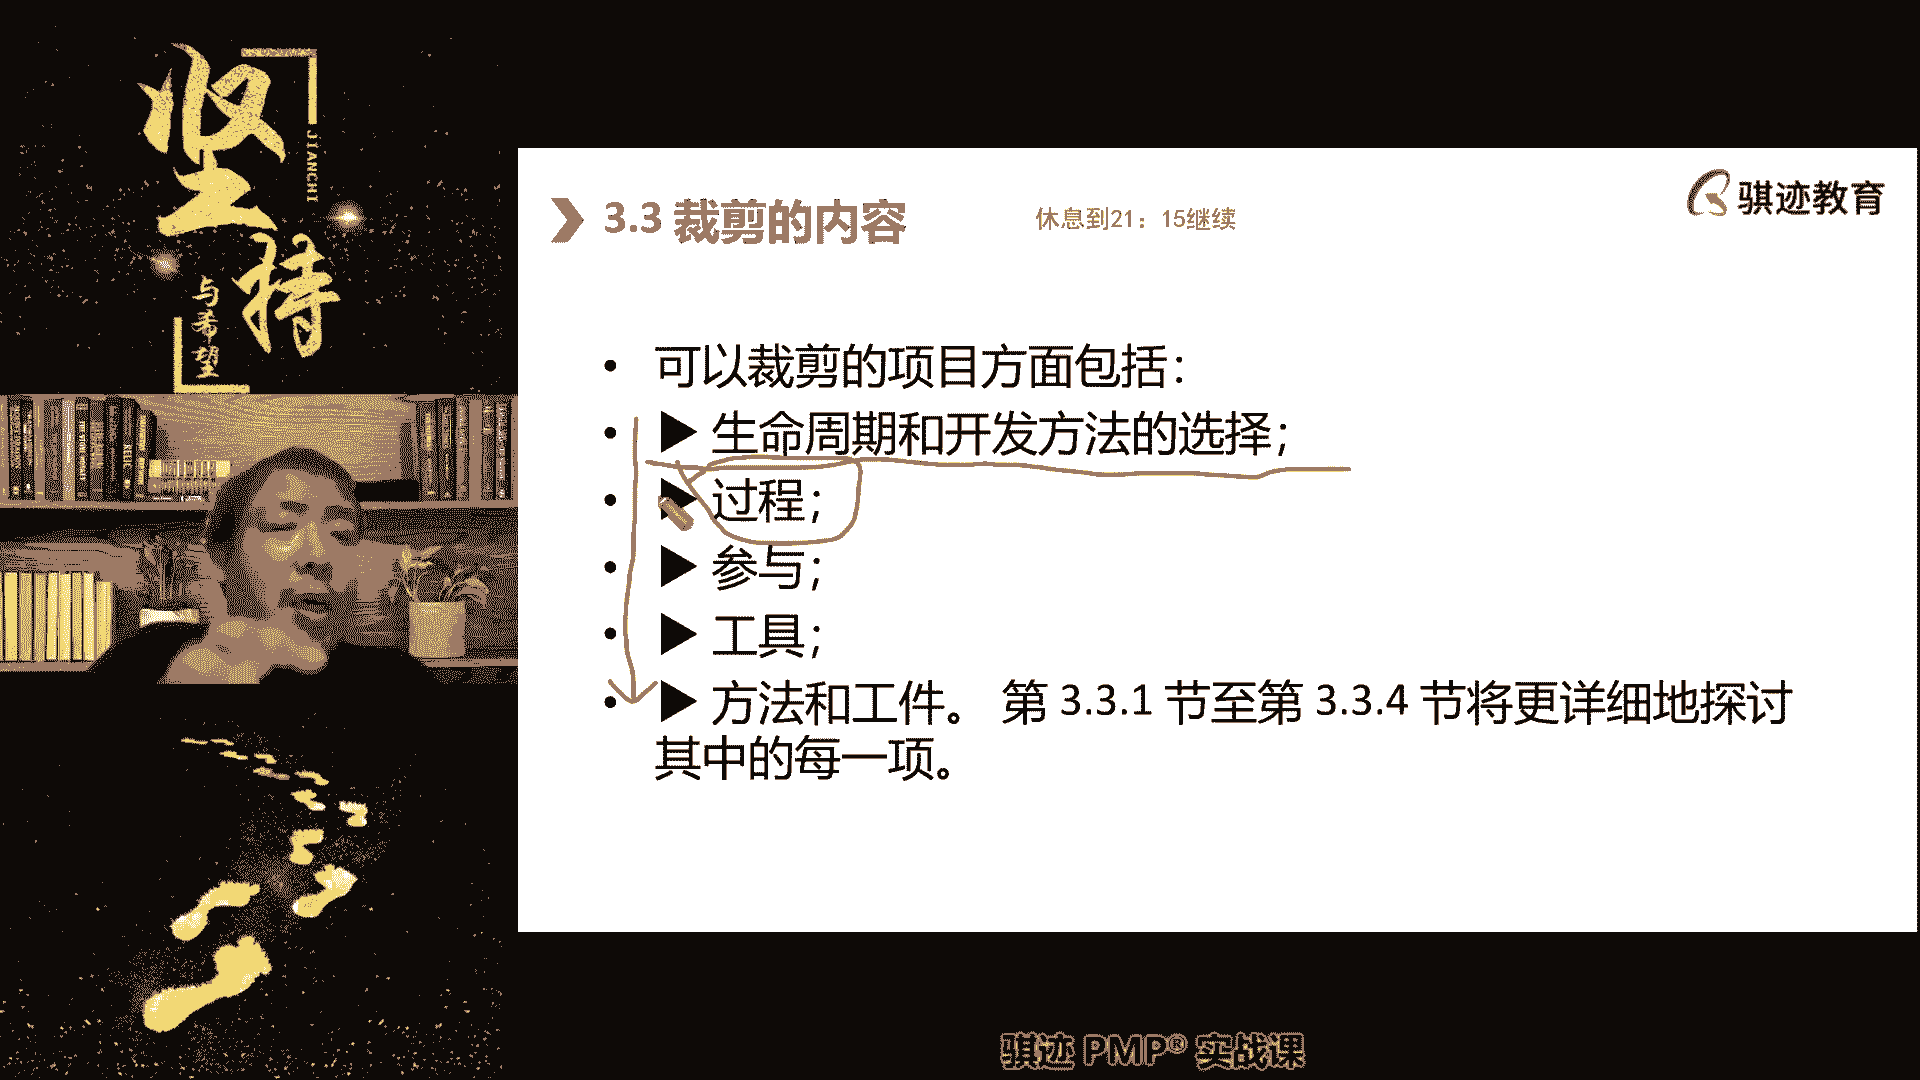 坚持
JIANCHI
与希望
3.3 裁剪的内容
休息到21：15继续
骐迹教育
• 可以裁剪的项目方面包括：
• ▶ 生命周期和开发方法的选择；
• ▶ 过程；
• ▶ 参与；
• ▶ 工具；
• ▶ 方法和工件。 第 3.3.1 节至第 3.3.4 节将更详细地探讨
其中的每一项。
骐迹 PMP® 实战课